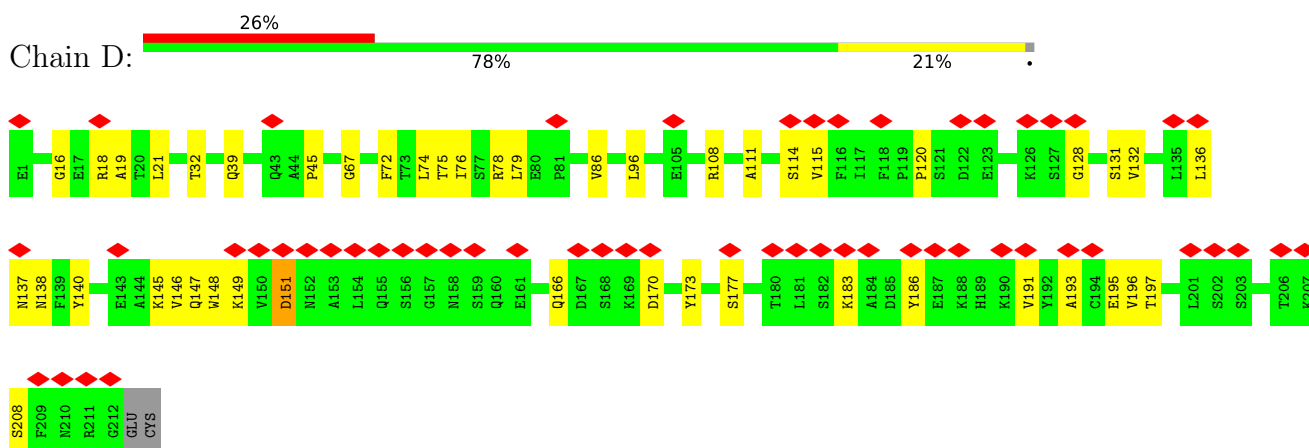 26%
Chain D:
78% 21% •
E1 G16 E17 R18 A19 T20 L21 T32 Q39 Q43 A44 P45 G67 F72 T73 L74 T75 I76 S77 R78 L79 E80 P81 V86 L96 E105 R108 A111 S114 V115 F116 I117 F118 P119 P120 S121 D122 E123 K126 S127 G128 S131 V132 L135 L136
N137 N138 F139 Y140 E143 A144 K145 V146 Q147 W148 K149 V150 D151 N152 A153 L154 Q155 S156 G157 N158 S159 Q160 E161 Q166 D167 S168 K169 D170 Y173 S177 T180 L181 S182 K183 A184 D185 Y186 E187 K188 H189 K190 V191 Y192 A193 C194 E195 V196 T197 L201 S202 S203 T206 K207
S208 F209 N210 R211 G212 GLU CYS